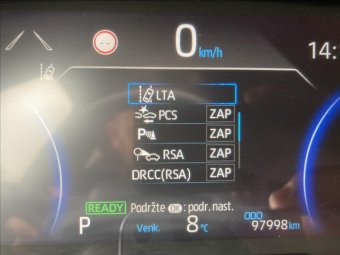 0 km/h
14:
LTA
PCS ZAP
P ZAP
RSA ZAP
DRCC(RSA) ZAP
READY Podržte OK : podr. nast.
P Venk. 8 °C ODO 97998 km